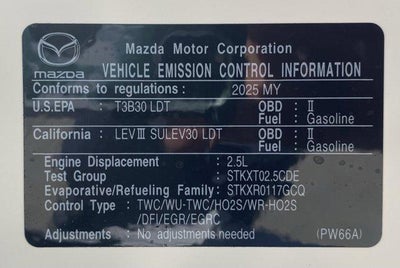 mazda
Mazda Motor Corporation
VEHICLE EMISSION CONTROL INFORMATION
Conforms to regulations : 2025 MY
U.S.EPA : T3B30 LDT OBD : II
Fuel : Gasoline
California : LEVIII SULEV30 LDT OBD : II
Fuel : Gasoline
Engine Displacement : 2.5L
Test Group : STKXT02.5CDE
Evaporative/Refueling Family: STKXR0117GCQ
Control Type : TWC/WU-TWC/HO2S/WR-HO2S
/DFI/EGR/EGRC
Adjustments : No adjustments needed (PW66A)